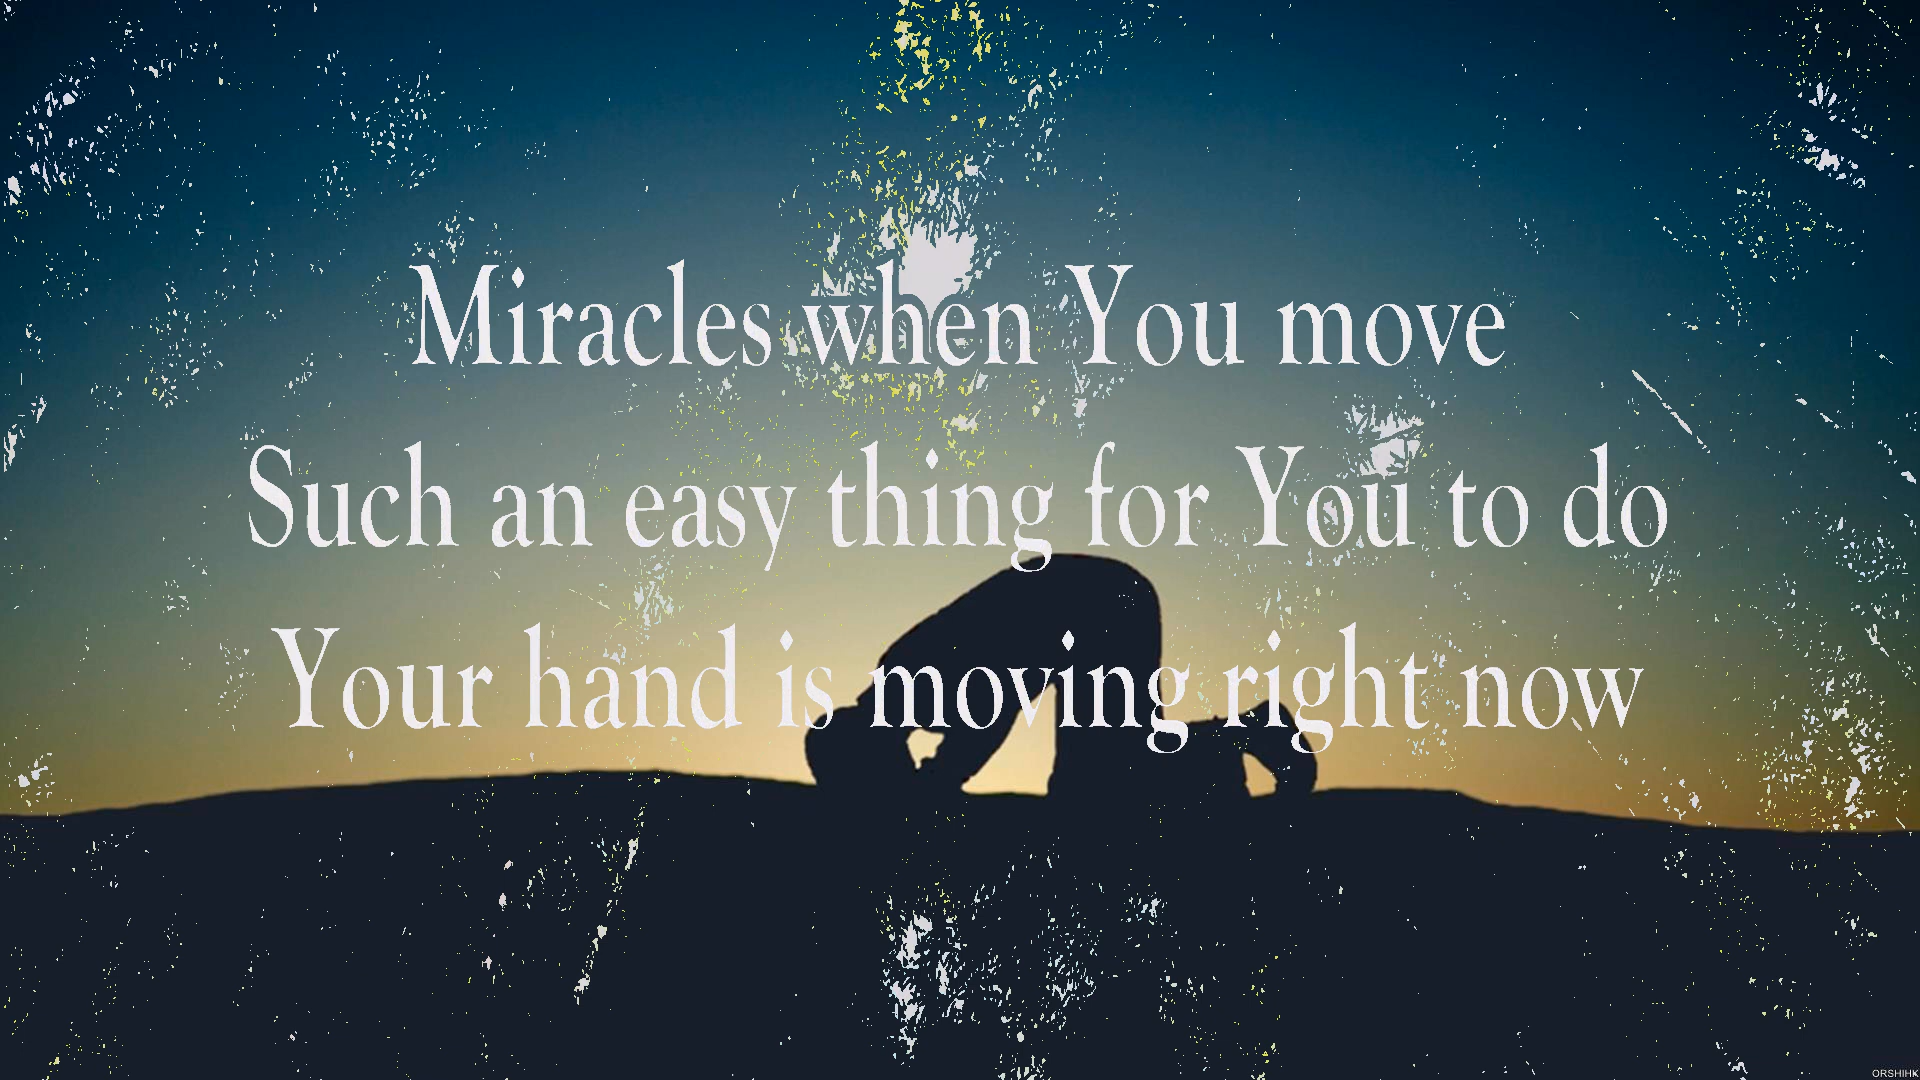 Miracles when You move
Such an easy thing for You to do
Your hand is moving right now
ORSHIHK